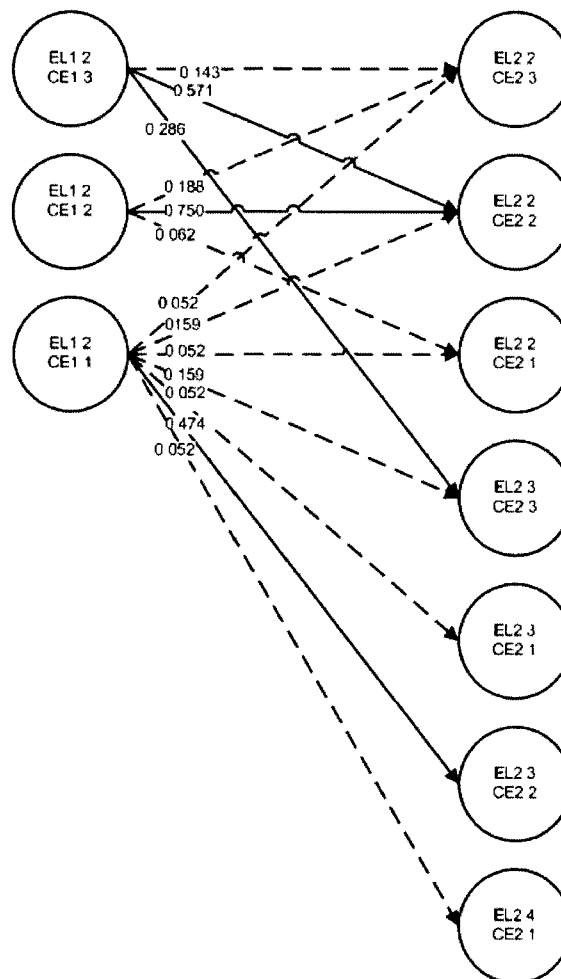 EL1 2
CE1 3
EL2 2
CE2 3
0 143
0 571
0 286
EL1 2
CE1 2
0 188
0 750
0 062
EL2 2
CE2 2
EL1 2
CE1 1
0 052
0159
0 052
0 159
0 052
0 474
0 052
EL2 2
CE2 1
EL2 3
CE2 3
EL2 3
CE2 1
EL2 3
CE2 2
EL2 4
CE2 1